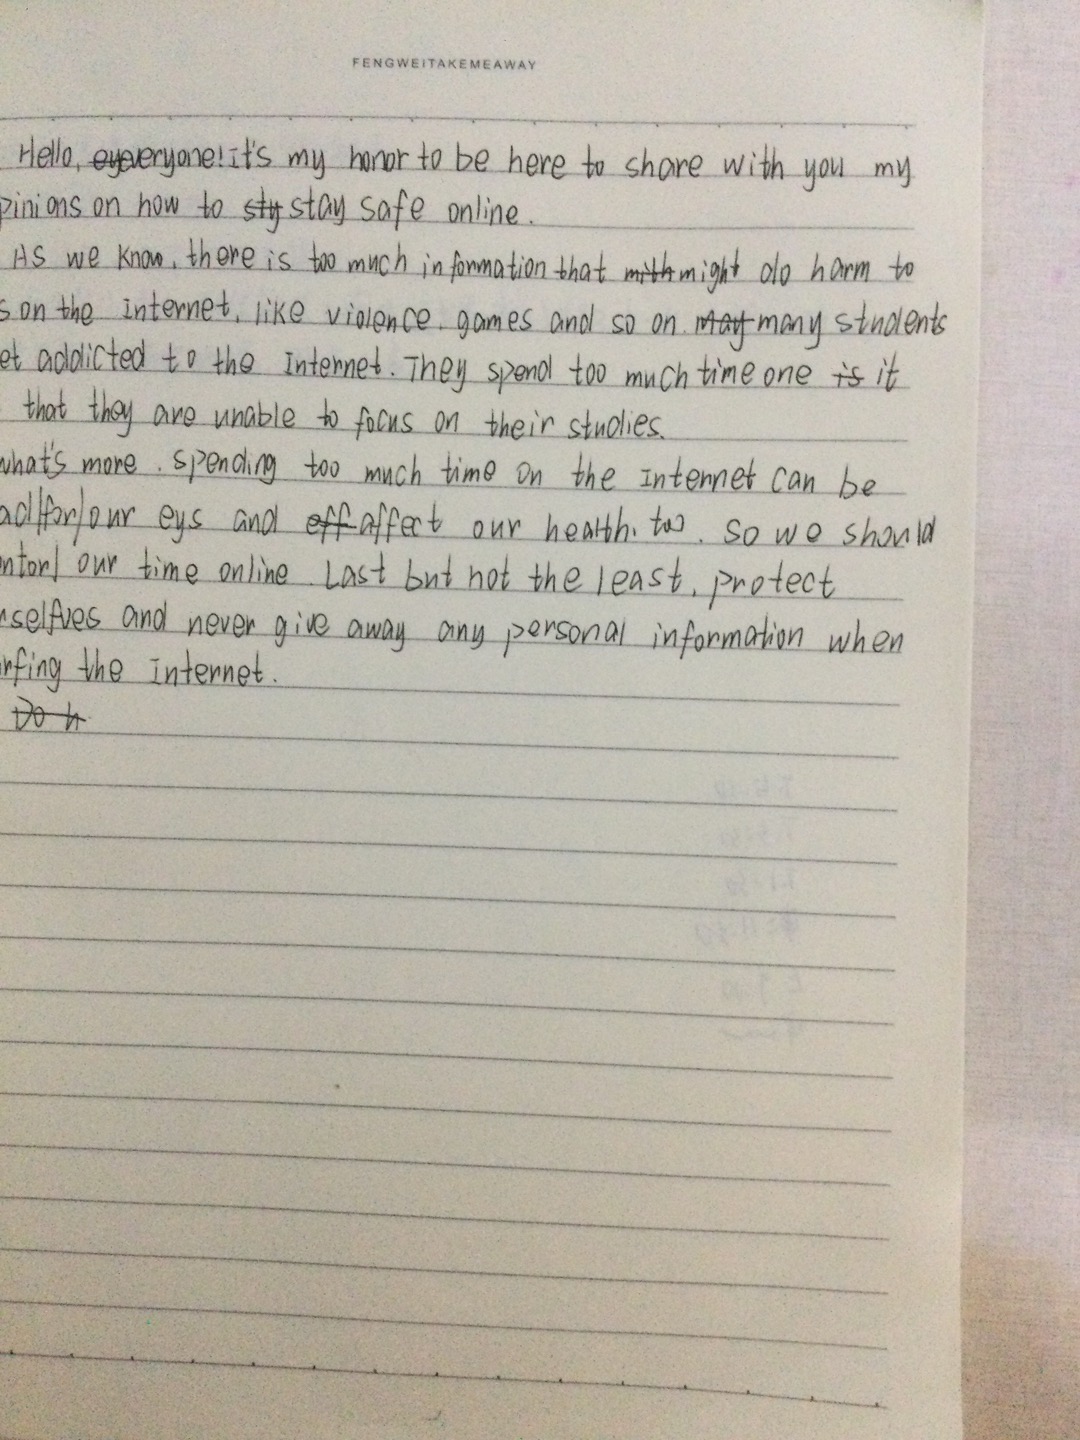 FENGWEITAKEMEAWAY
Hello, everyone! it's my honor to be here to share with you my
pinions on how to sty stay safe online.
As we know, there is too much information that mith might do harm to
s on the Internet, like violence, games and so on. may many students
et addicted to the Internet. They spend too much time one is it
that they are unable to focus on their studies.
what's more, spending too much time on the Internet can be
ad/for/our eys and eff affect our health, too. so we should
ntorl our time online. Last but not the least, protect
rselfves and never give away any personal information when
rfing the Internet.
Do h